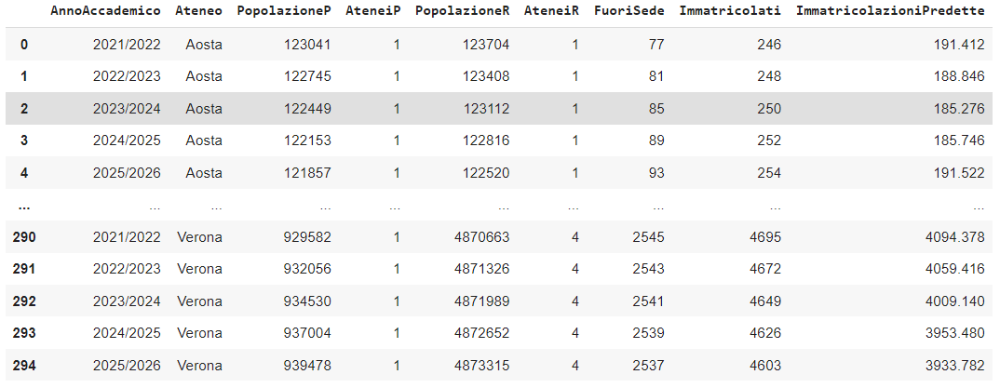 AnnoAccademico Ateneo PopolazioneP AteneiP PopolazioneR AteneiR FuoriSede Immatricolati ImmatricolazioniPredette
0 2021/2022 Aosta 123041 1 123704 1 77 246 191.412
1 2022/2023 Aosta 122745 1 123408 1 81 248 188.846
2 2023/2024 Aosta 122449 1 123112 1 85 250 185.276
3 2024/2025 Aosta 122153 1 122816 1 89 252 185.746
4 2025/2026 Aosta 121857 1 122520 1 93 254 191.522
... ... ... ... ... ... ... ... ... ...
290 2021/2022 Verona 929582 1 4870663 4 2545 4695 4094.378
291 2022/2023 Verona 932056 1 4871326 4 2543 4672 4059.416
292 2023/2024 Verona 934530 1 4871989 4 2541 4649 4009.140
293 2024/2025 Verona 937004 1 4872652 4 2539 4626 3953.480
294 2025/2026 Verona 939478 1 4873315 4 2537 4603 3933.782